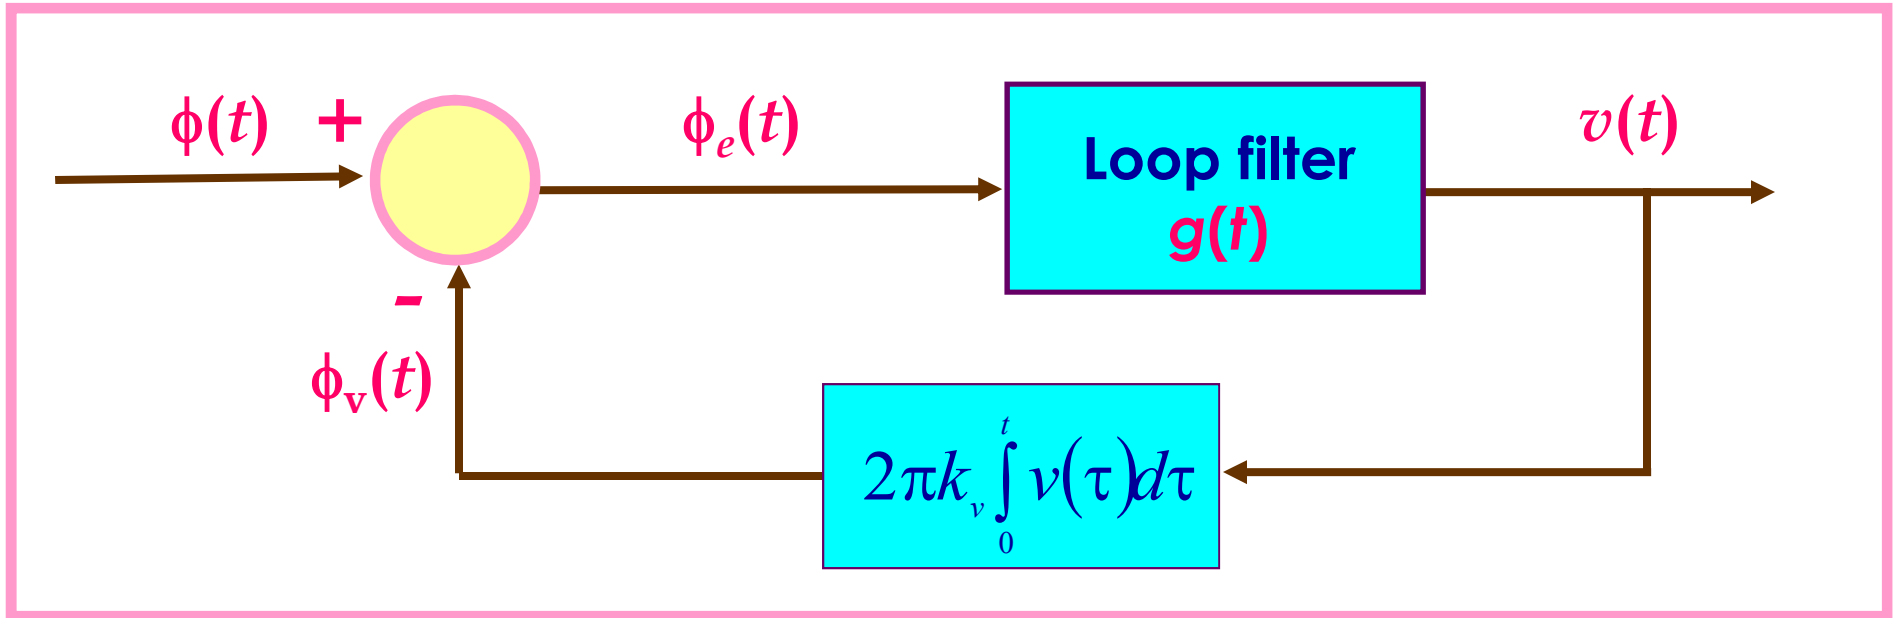 ϕ(t) +
ϕₑ(t)
Loop filter
g(t)
v(t)
-
ϕᵥ(t)
2πkᵥ∫₀ᵗ v(τ)dτ